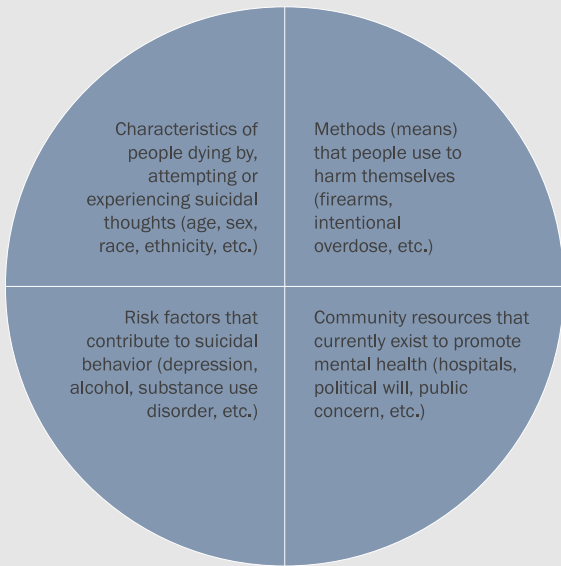 Characteristics of
people dying by,
attempting or
experiencing suicidal
thoughts (age, sex,
race, ethnicity, etc.)
Methods (means)
that people use to
harm themselves
(firearms,
intentional
overdose, etc.)
Risk factors that
contribute to suicidal
behavior (depression,
alcohol, substance use
disorder, etc.)
Community resources that
currently exist to promote
mental health (hospitals,
political will, public
concern, etc.)